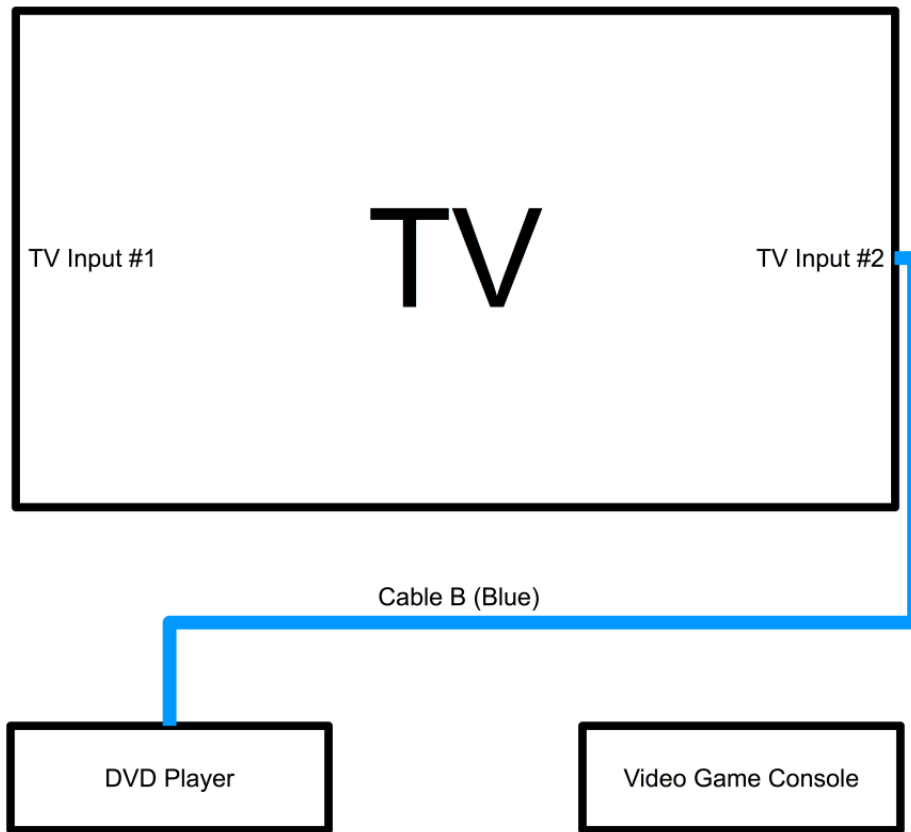 TV
TV Input #1
TV Input #2
Cable B (Blue)
DVD Player
Video Game Console